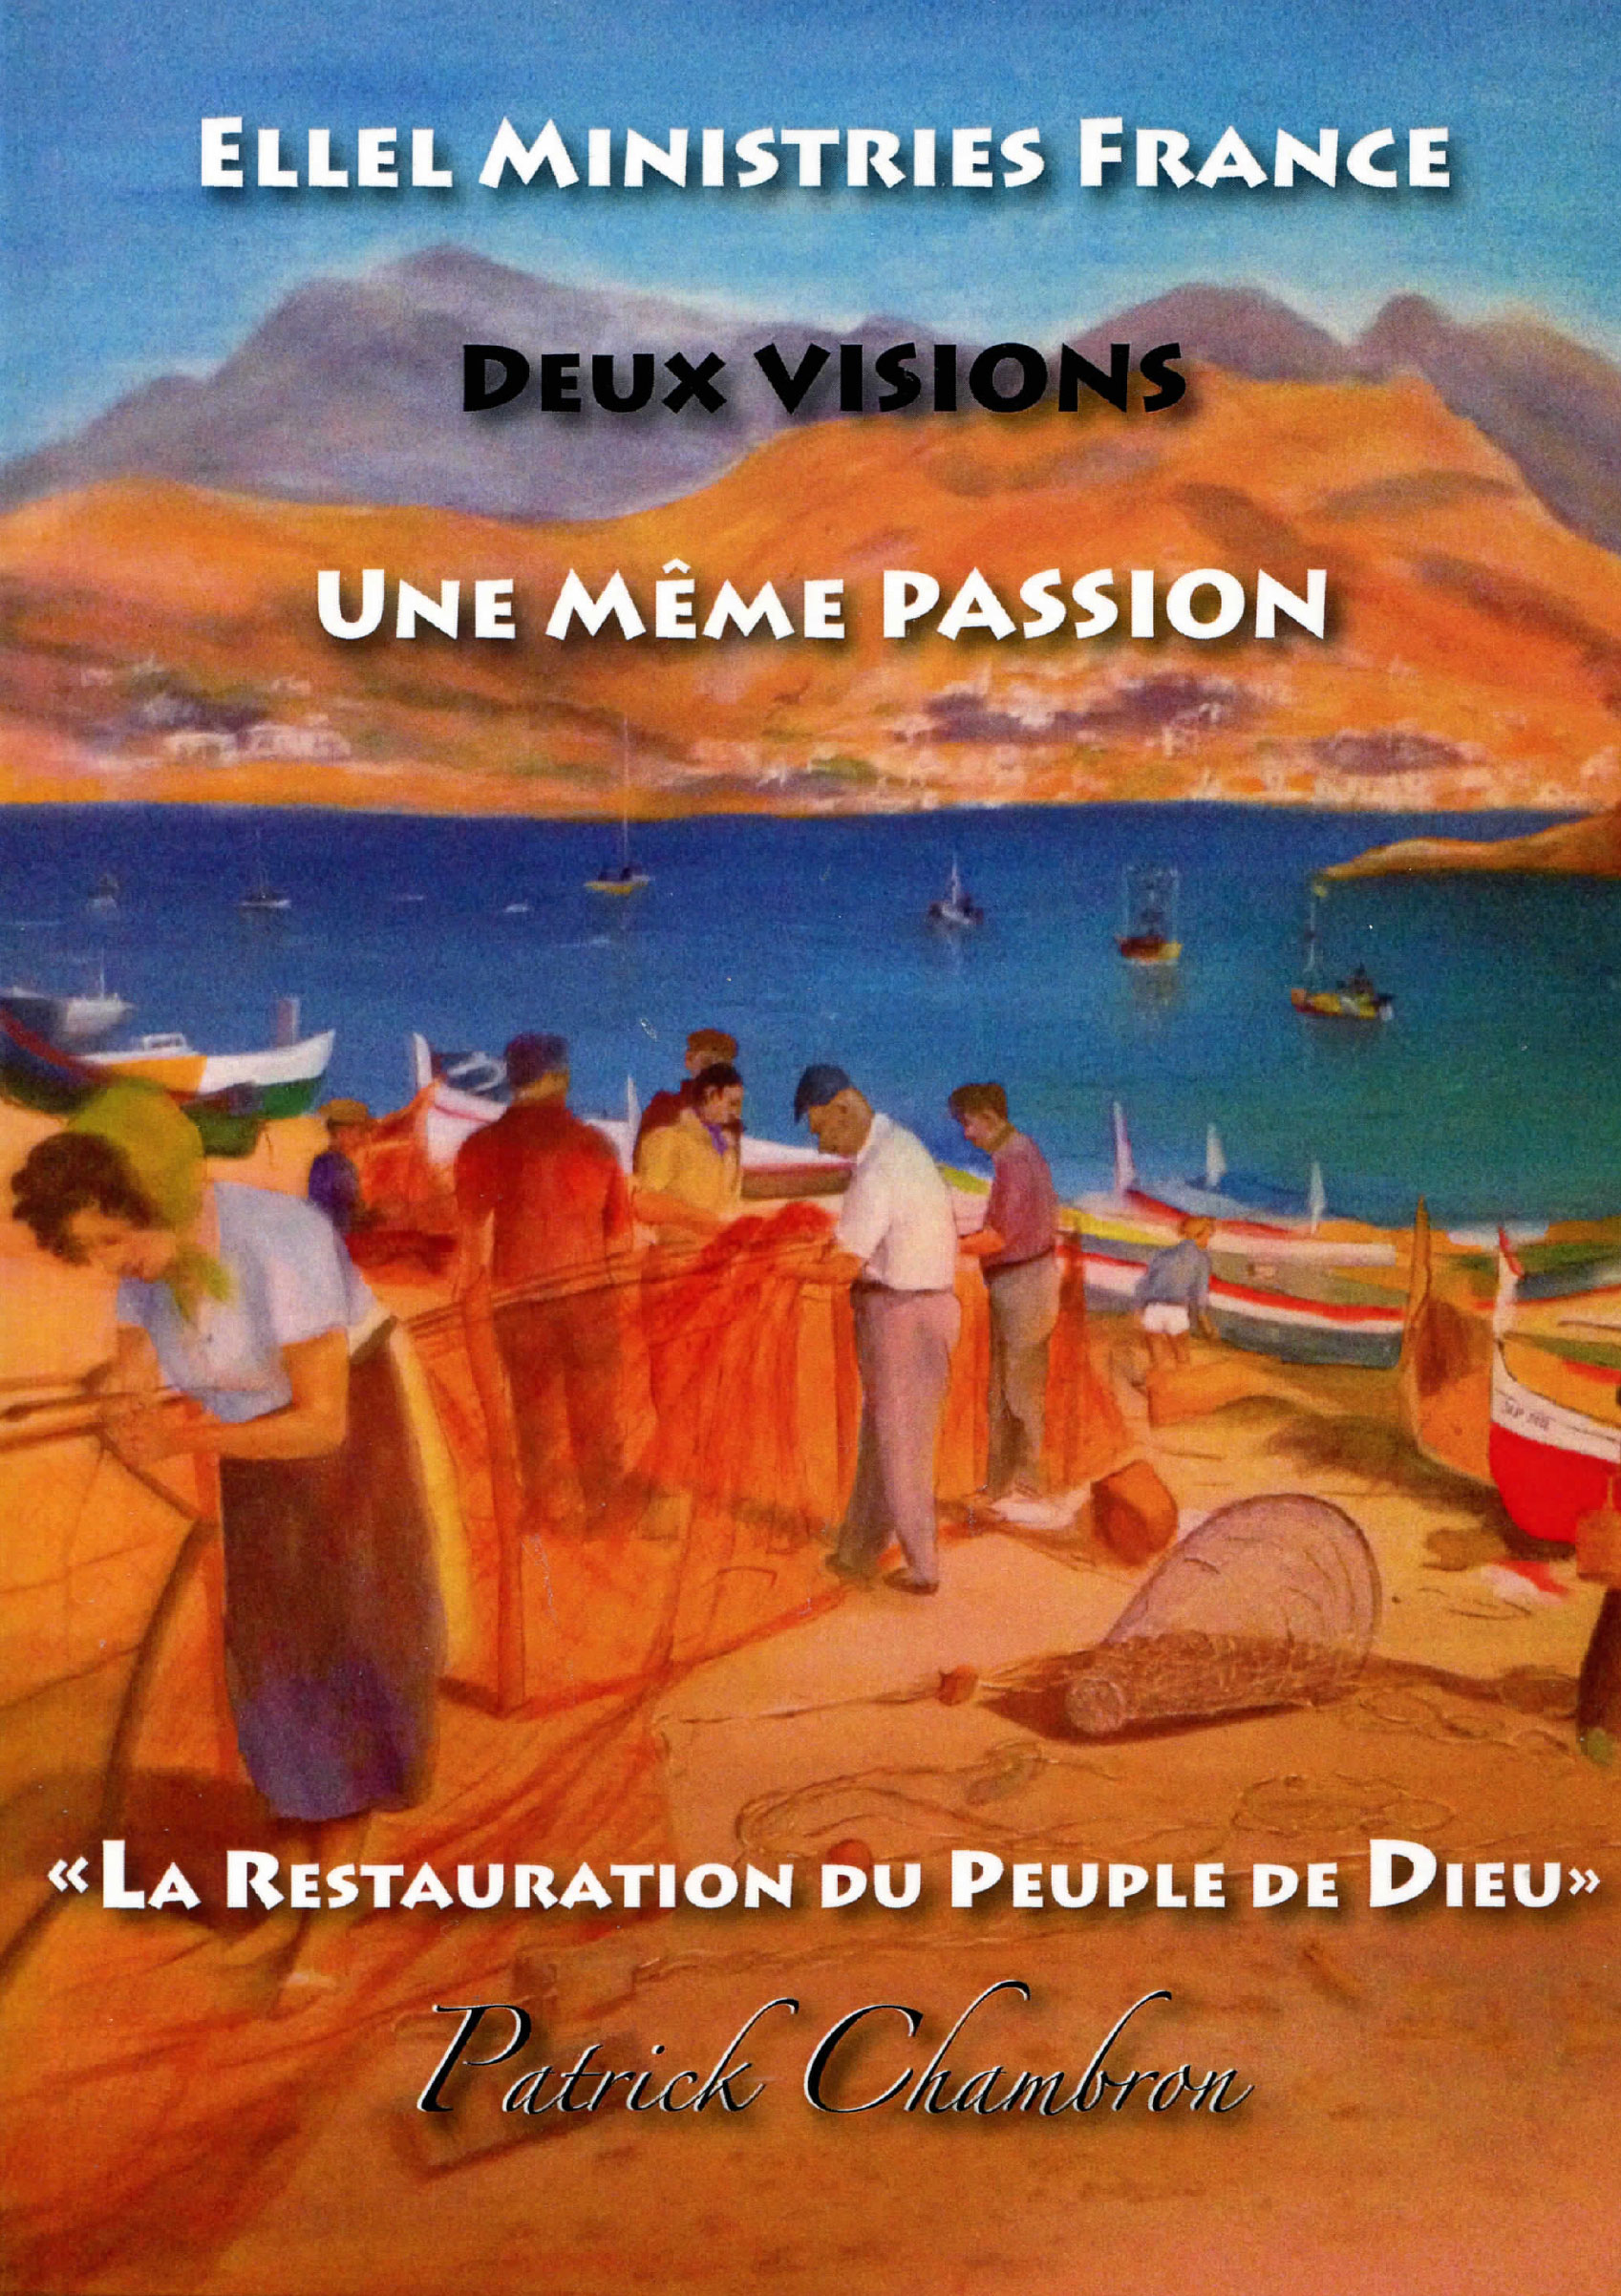 Ellel Ministries France
Deux VISIONS
Une Même PASSION
«La Restauration du Peuple de Dieu»
Patrick Chambron